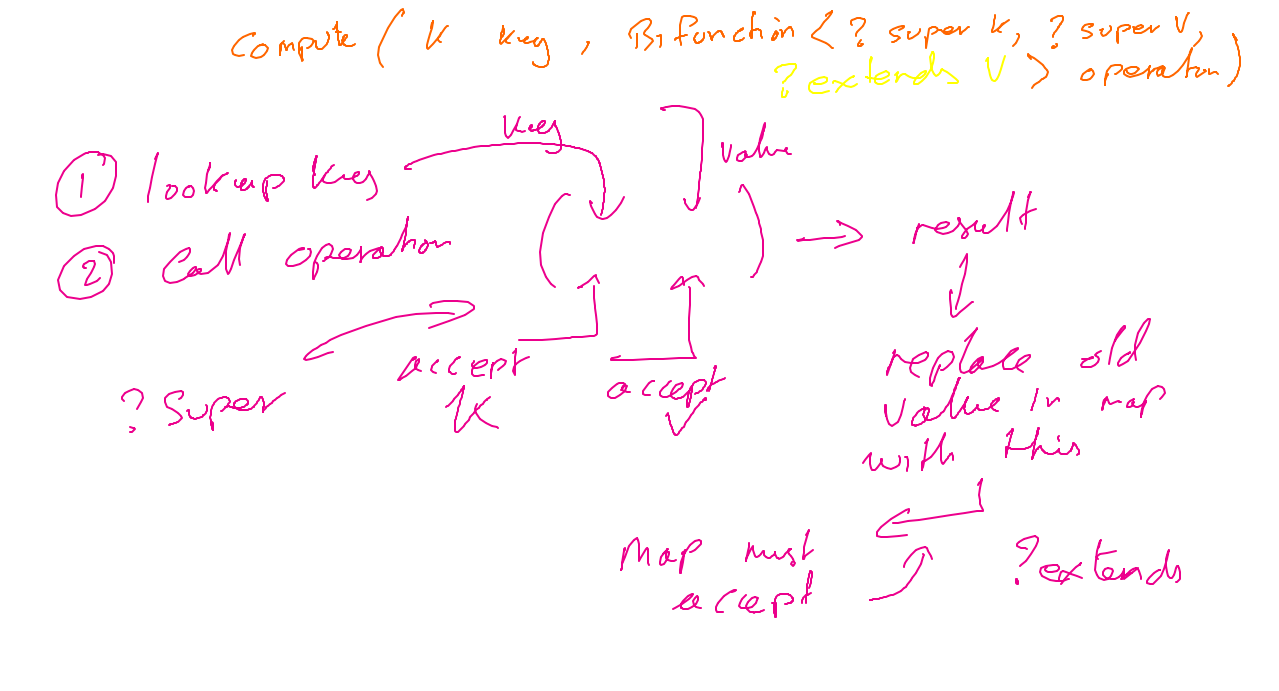 Compute ( K key, Bifunction < ? super K, ? super V,
? extends V > operation )
key
value
① lookup key
② Call operation ( ) → result
? Super
accept
K
accept
V
replace old
value in map
with this
Map must
accept
? extends